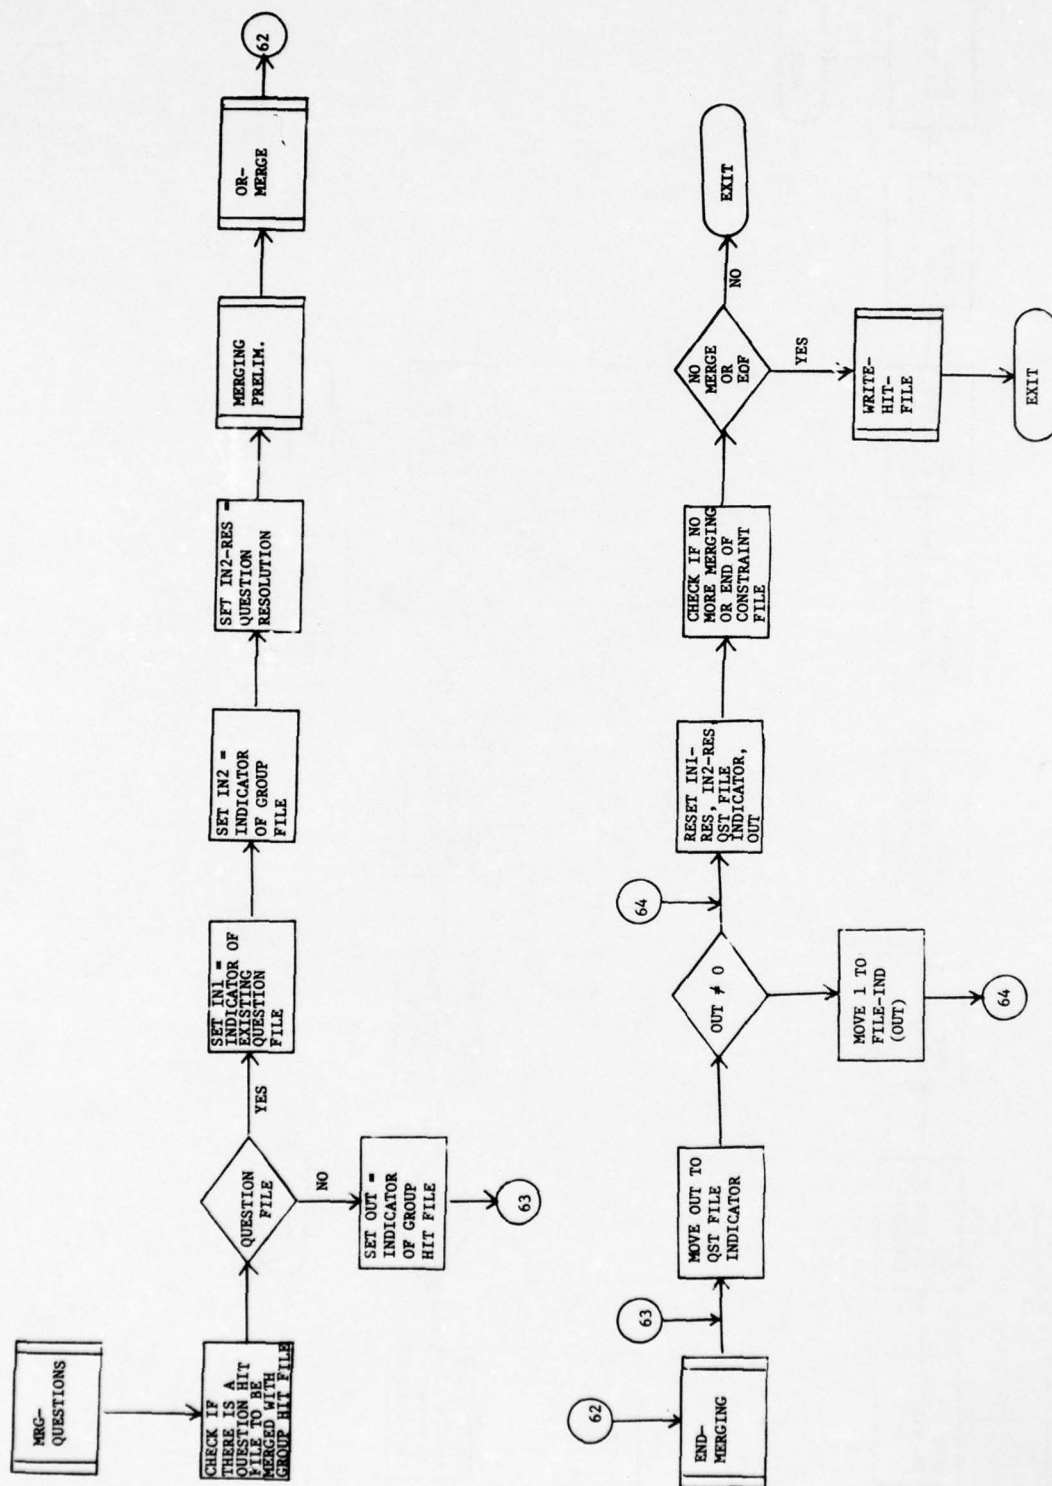 MRG-
QUESTIONS
CHECK IF
THERE IS A
QUESTION HIT
FILE TO BE
MERGED WITH
GROUP HIT FILE
QUESTION
FILE
YES
NO
SET OUT =
INDICATOR
OF GROUP
HIT FILE
63
SET IN1 =
INDICATOR OF
EXISTING
QUESTION
FILE
SET IN2 =
INDICATOR
OF GROUP
FILE
SET IN2-RES =
QUESTION
RESOLUTION
MERGING
PRELIM.
OR-
MERGE
62
62
END-
MERGING
63
MOVE OUT TO
QST FILE
INDICATOR
OUT ≠ 0
MOVE 1 TO
FILE-IND
(OUT)
64
64
RESET IN1-
RES, IN2-RES,
QST FILE
INDICATOR,
OUT
CHECK IF NO
MORE MERGING
OR END OF
CONSTRAINT
FILE
NO
MERGE
OR
EOF
NO
EXIT
YES
WRITE-
HIT-
FILE
EXIT